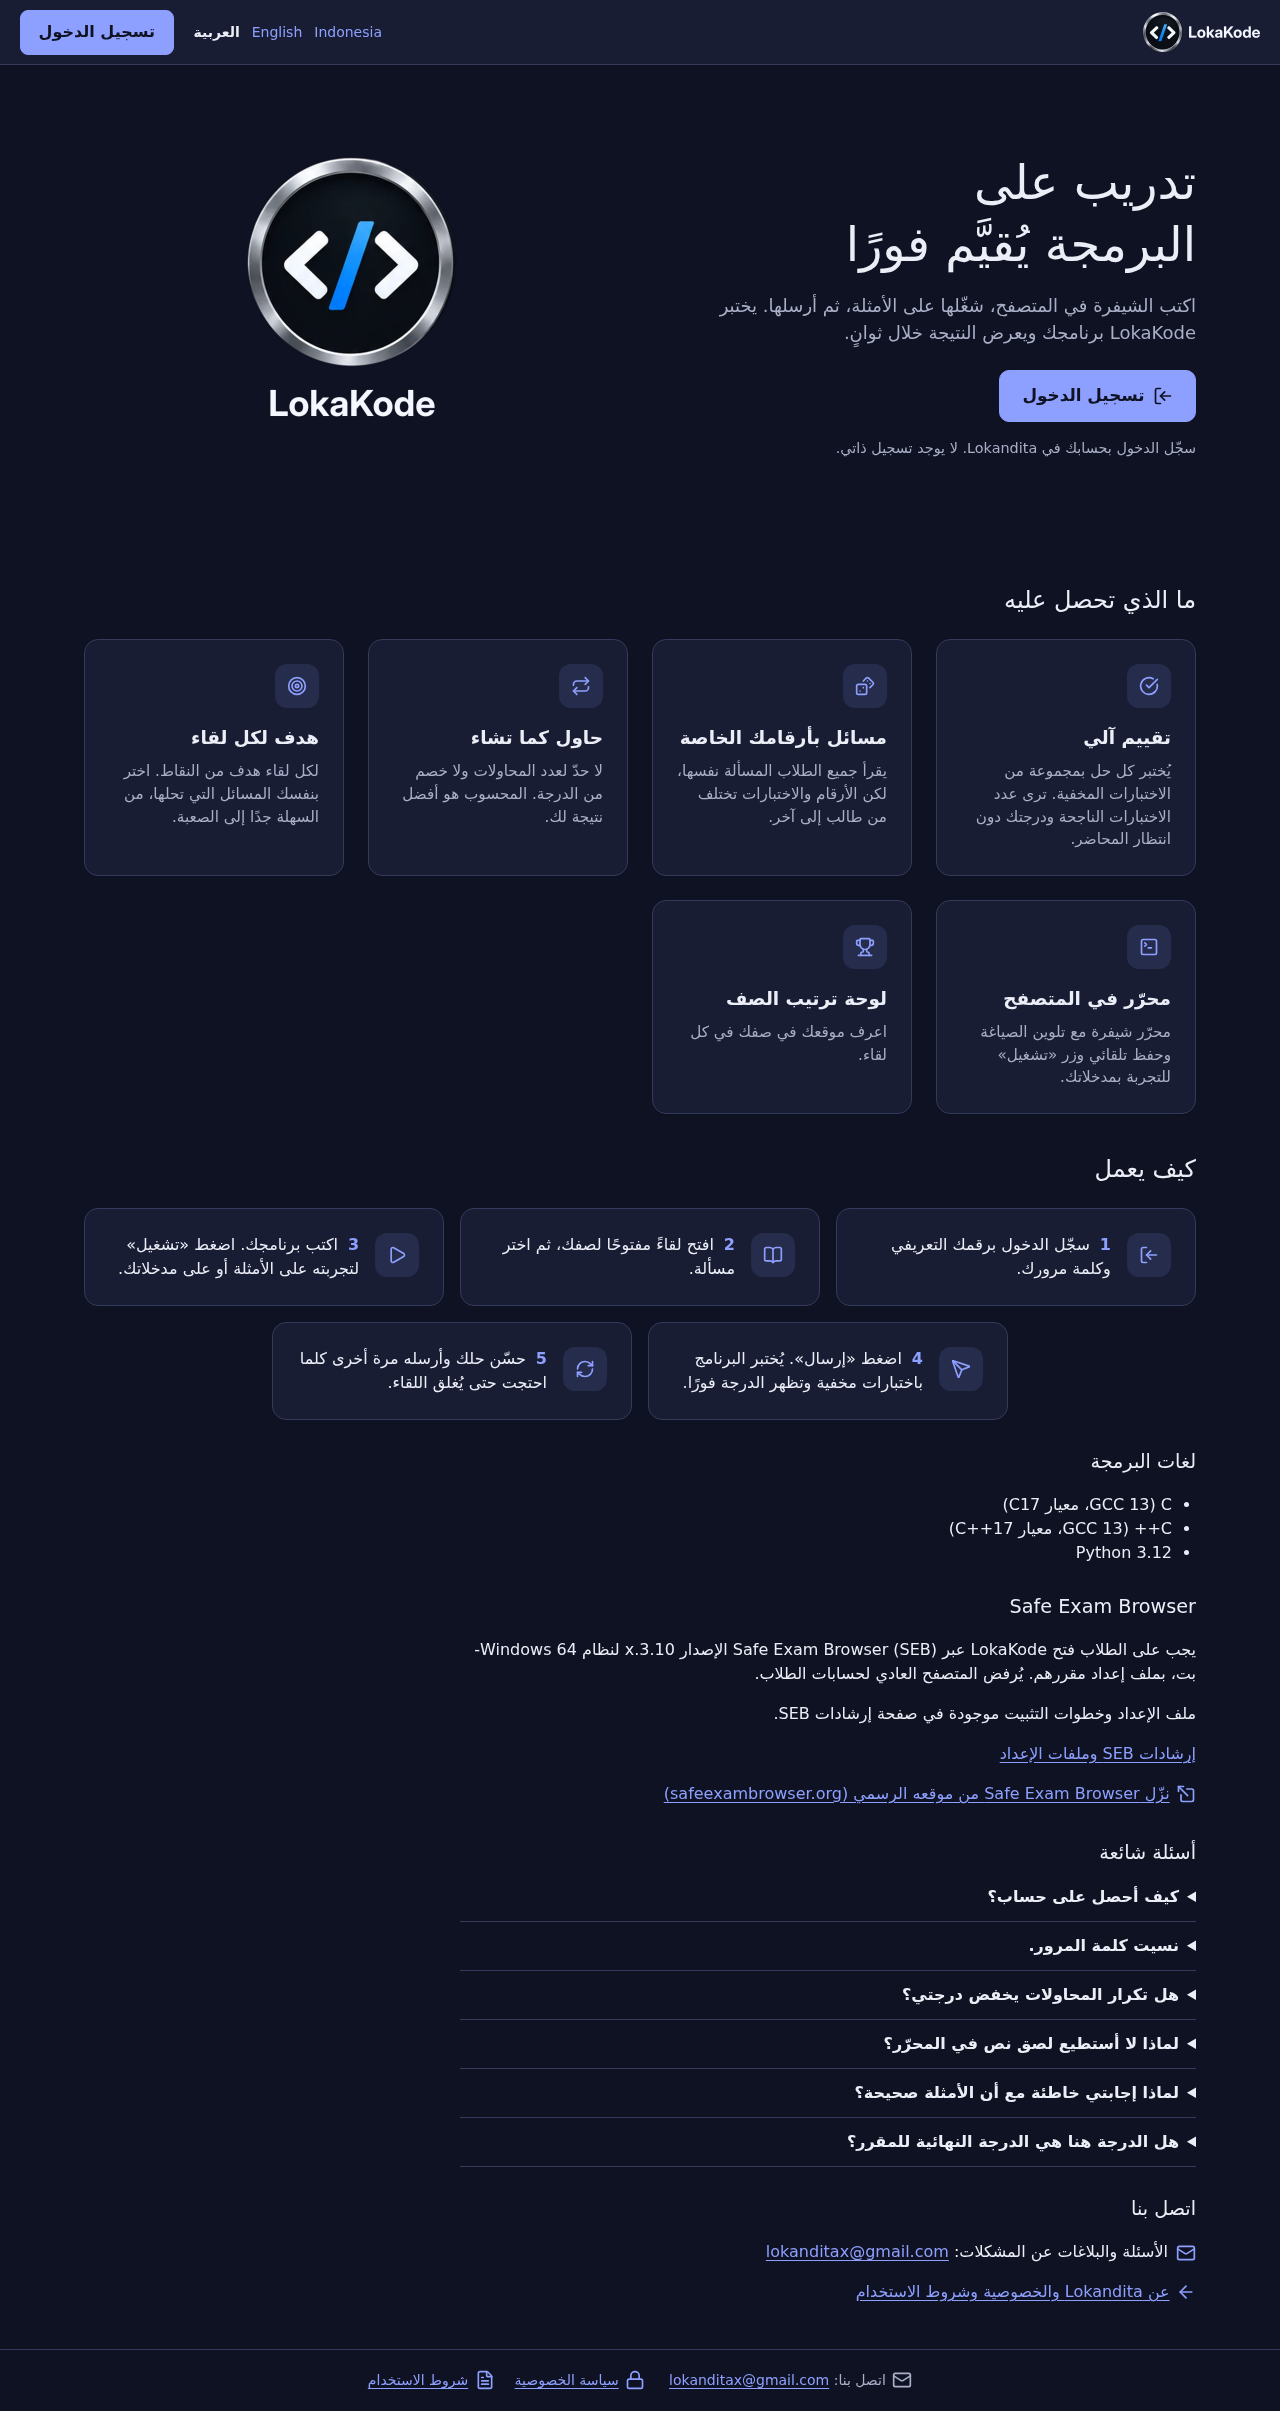 LokaKode
Indonesia English العربية
تسجيل الدخول
تدريب على
البرمجة يُقيَّم فورًا
اكتب الشيفرة في المتصفح، شغّلها على الأمثلة، ثم أرسلها. يختبر
LokaKode برنامجك ويعرض النتيجة خلال ثوانٍ.
تسجيل الدخول
سجّل الدخول بحسابك في Lokandita. لا يوجد تسجيل ذاتي.
LokaKode
ما الذي تحصل عليه
تقييم آلي
يُختبر كل حل بمجموعة من
الاختبارات المخفية. ترى عدد
الاختبارات الناجحة ودرجتك دون
انتظار المحاضر.
مسائل بأرقامك الخاصة
يقرأ جميع الطلاب المسألة نفسها،
لكن الأرقام والاختبارات تختلف
من طالب إلى آخر.
حاول كما تشاء
لا حدّ لعدد المحاولات ولا خصم
من الدرجة. المحسوب هو أفضل
نتيجة لك.
هدف لكل لقاء
لكل لقاء هدف من النقاط. اختر
بنفسك المسائل التي تحلها، من
السهلة جدًا إلى الصعبة.
محرّر في المتصفح
محرّر شيفرة مع تلوين الصياغة
وحفظ تلقائي وزر «تشغيل»
للتجربة بمدخلاتك.
لوحة ترتيب الصف
اعرف موقعك في صفك في كل
لقاء.
كيف يعمل
1 سجّل الدخول برقمك التعريفي
وكلمة مرورك.
2 افتح لقاءً مفتوحًا لصفك، ثم اختر
مسألة.
3 اكتب برنامجك. اضغط «تشغيل»
لتجربته على الأمثلة أو على مدخلاتك.
4 اضغط «إرسال». يُختبر البرنامج
باختبارات مخفية وتظهر الدرجة فورًا.
5 حسّن حلك وأرسله مرة أخرى كلما
احتجت حتى يُغلق اللقاء.
لغات البرمجة
• C (GCC 13، معيار C17)
• C++ (GCC 13، معيار C++17)
• Python 3.12
Safe Exam Browser
يجب على الطلاب فتح LokaKode عبر Safe Exam Browser (SEB) الإصدار 3.10.x لنظام Windows 64-
بت، بملف إعداد مقررهم. يُرفض المتصفح العادي لحسابات الطلاب.
ملف الإعداد وخطوات التثبيت موجودة في صفحة إرشادات SEB.
إرشادات SEB وملفات الإعداد
نزّل Safe Exam Browser من موقعه الرسمي (safeexambrowser.org)
أسئلة شائعة
كيف أحصل على حساب؟
نسيت كلمة المرور.
هل تكرار المحاولات يخفض درجتي؟
لماذا لا أستطيع لصق نص في المحرّر؟
لماذا إجابتي خاطئة مع أن الأمثلة صحيحة؟
هل الدرجة هنا هي الدرجة النهائية للمقرر؟
اتصل بنا
الأسئلة والبلاغات عن المشكلات: lokanditax@gmail.com
عن Lokandita والخصوصية وشروط الاستخدام
اتصل بنا: lokanditax@gmail.com سياسة الخصوصية شروط الاستخدام